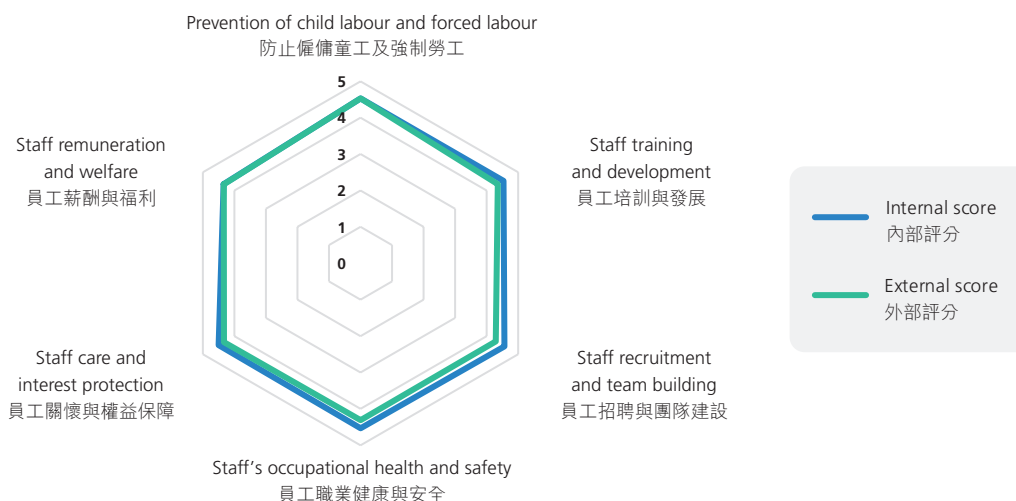 Prevention of child labour and forced labour
防止僱傭童工及強制勞工
5
4
3
2
1
0
Staff training
and development
員工培訓與發展
Staff recruitment
and team building
員工招聘與團隊建設
Staff's occupational health and safety
員工職業健康與安全
Staff care and
interest protection
員工關懷與權益保障
Staff remuneration
and welfare
員工薪酬與福利
Internal score
內部評分
External score
外部評分